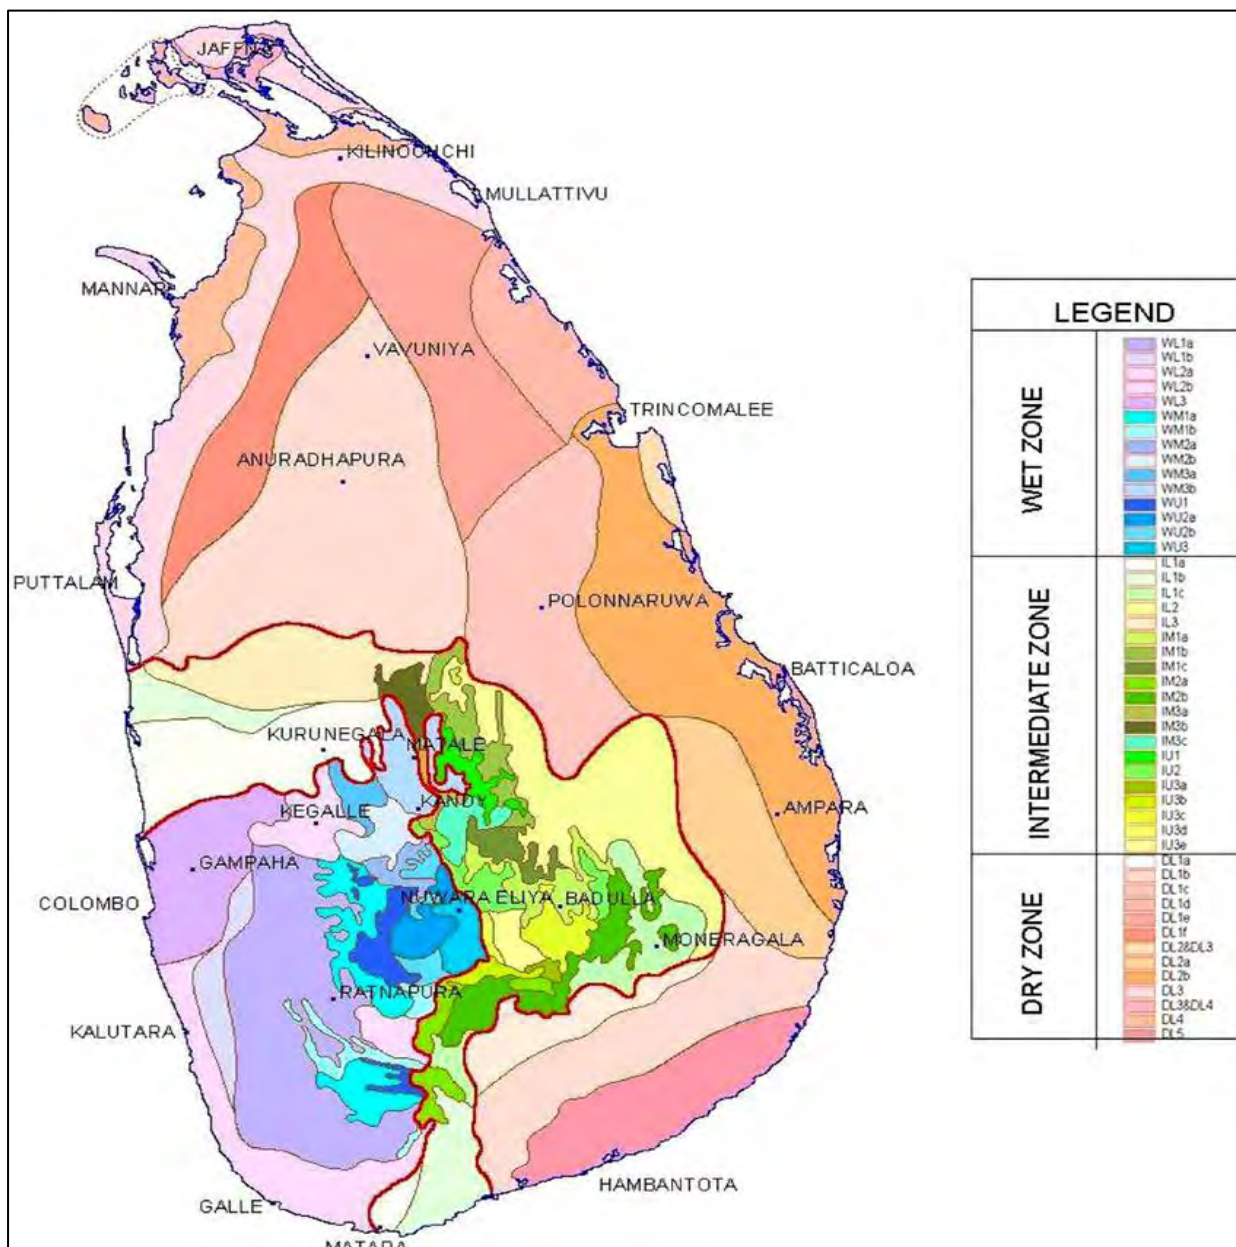 JAFFN
KILINOCHCHI
MULLATTIVU
MANNAR
VAVUNIYA
TRINCOMALEE
ANURADHAPURA
PUTTALAM
POLONNARUWA
BATTICALOA
KURUNEGALA
MATALE
KANDY
KEGALLE
AMPARA
GAMPAHA
COLOMBO
NUWARA ELIYA
BADULLA
MONERAGALA
RATNAPURA
KALUTARA
HAMBANTOTA
GALLE
MATARA
LEGEND
WET ZONE
WL1a
WL1b
WL2a
WL2b
WL3
WM1a
WM1b
WM2a
WM2b
WM3a
WM3b
WU1
WU2a
WU2b
WU3
INTERMEDIATE ZONE
IL1a
IL1b
IL1c
IL2
IL3
IM1a
IM1b
IM1c
IM2a
IM2b
IM3a
IM3b
IM3c
IU1
IU2
IU3a
IU3b
IU3c
IU3d
IU3e
DRY ZONE
DL1a
DL1b
DL1c
DL1d
DL1e
DL1f
DL2&DL3
DL2a
DL2b
DL3
DL3&DL4
DL4
DL5